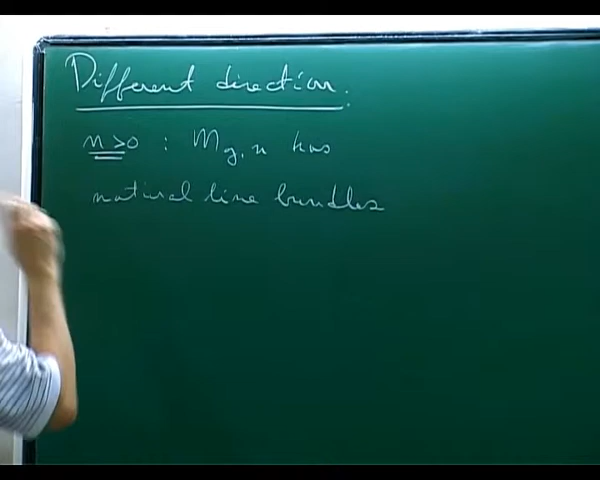 Different direction.
n>0 : M_{g,n} has
natural line bundles